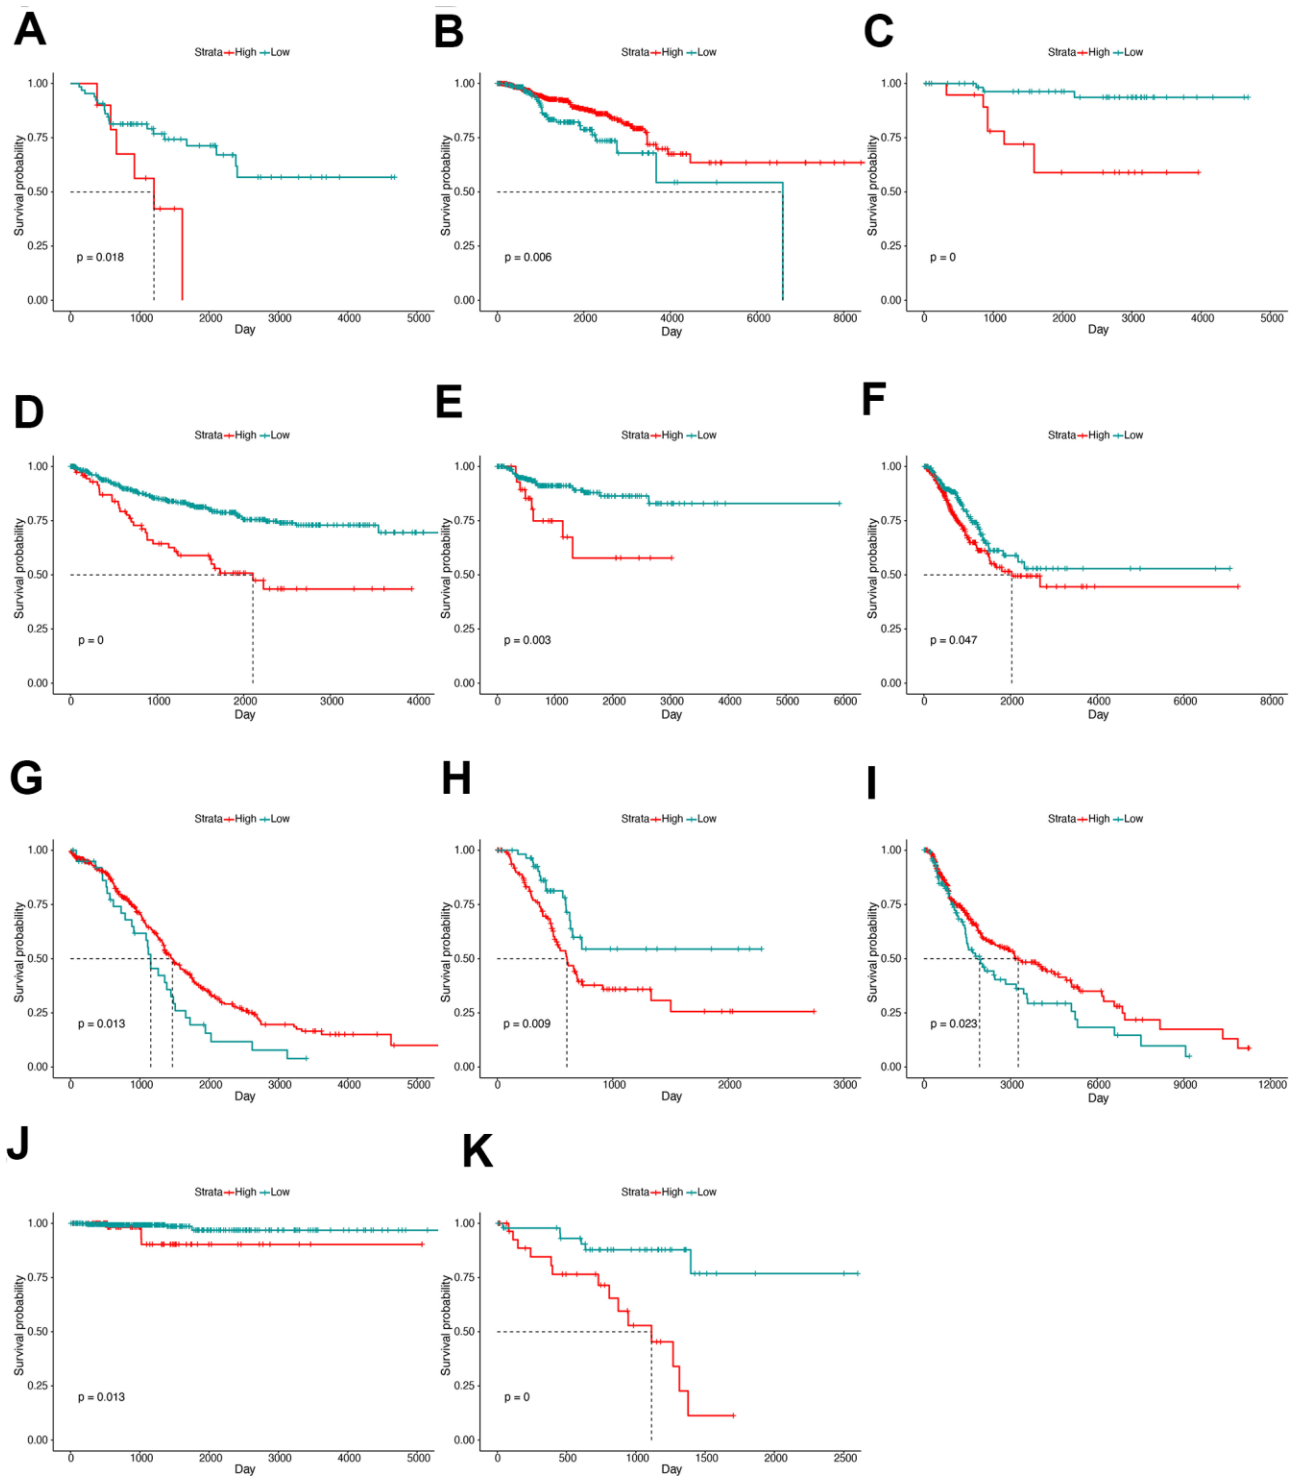 A
B
C
Strata High Low
Strata High Low
Strata High Low
Survival probability
1.00
0.75
0.50
0.25
0.00
p = 0.018
0 1000 2000 3000 4000 5000
Day
Survival probability
1.00
0.75
0.50
0.25
0.00
p = 0.006
0 2000 4000 6000 8000
Day
Survival probability
1.00
0.75
0.50
0.25
0.00
p = 0
0 1000 2000 3000 4000 5000
Day
D
E
F
Strata High Low
Strata High Low
Strata High Low
Survival probability
1.00
0.75
0.50
0.25
0.00
p = 0
0 1000 2000 3000 4000
Day
Survival probability
1.00
0.75
0.50
0.25
0.00
p = 0.003
0 1000 2000 3000 4000 5000 6000
Day
Survival probability
1.00
0.75
0.50
0.25
0.00
p = 0.047
0 2000 4000 6000 8000
Day
G
H
I
Strata High Low
Strata High Low
Strata High Low
Survival probability
1.00
0.75
0.50
0.25
0.00
p = 0.013
0 1000 2000 3000 4000 5000
Day
Survival probability
1.00
0.75
0.50
0.25
0.00
p = 0.009
0 1000 2000 3000
Day
Survival probability
1.00
0.75
0.50
0.25
0.00
p = 0.023
0 3000 6000 9000 12000
Day
J
K
Strata High Low
Strata High Low
Survival probability
1.00
0.75
0.50
0.25
0.00
p = 0.013
0 1000 2000 3000 4000 5000
Day
Survival probability
1.00
0.75
0.50
0.25
0.00
p = 0
0 500 1000 1500 2000 2500
Day